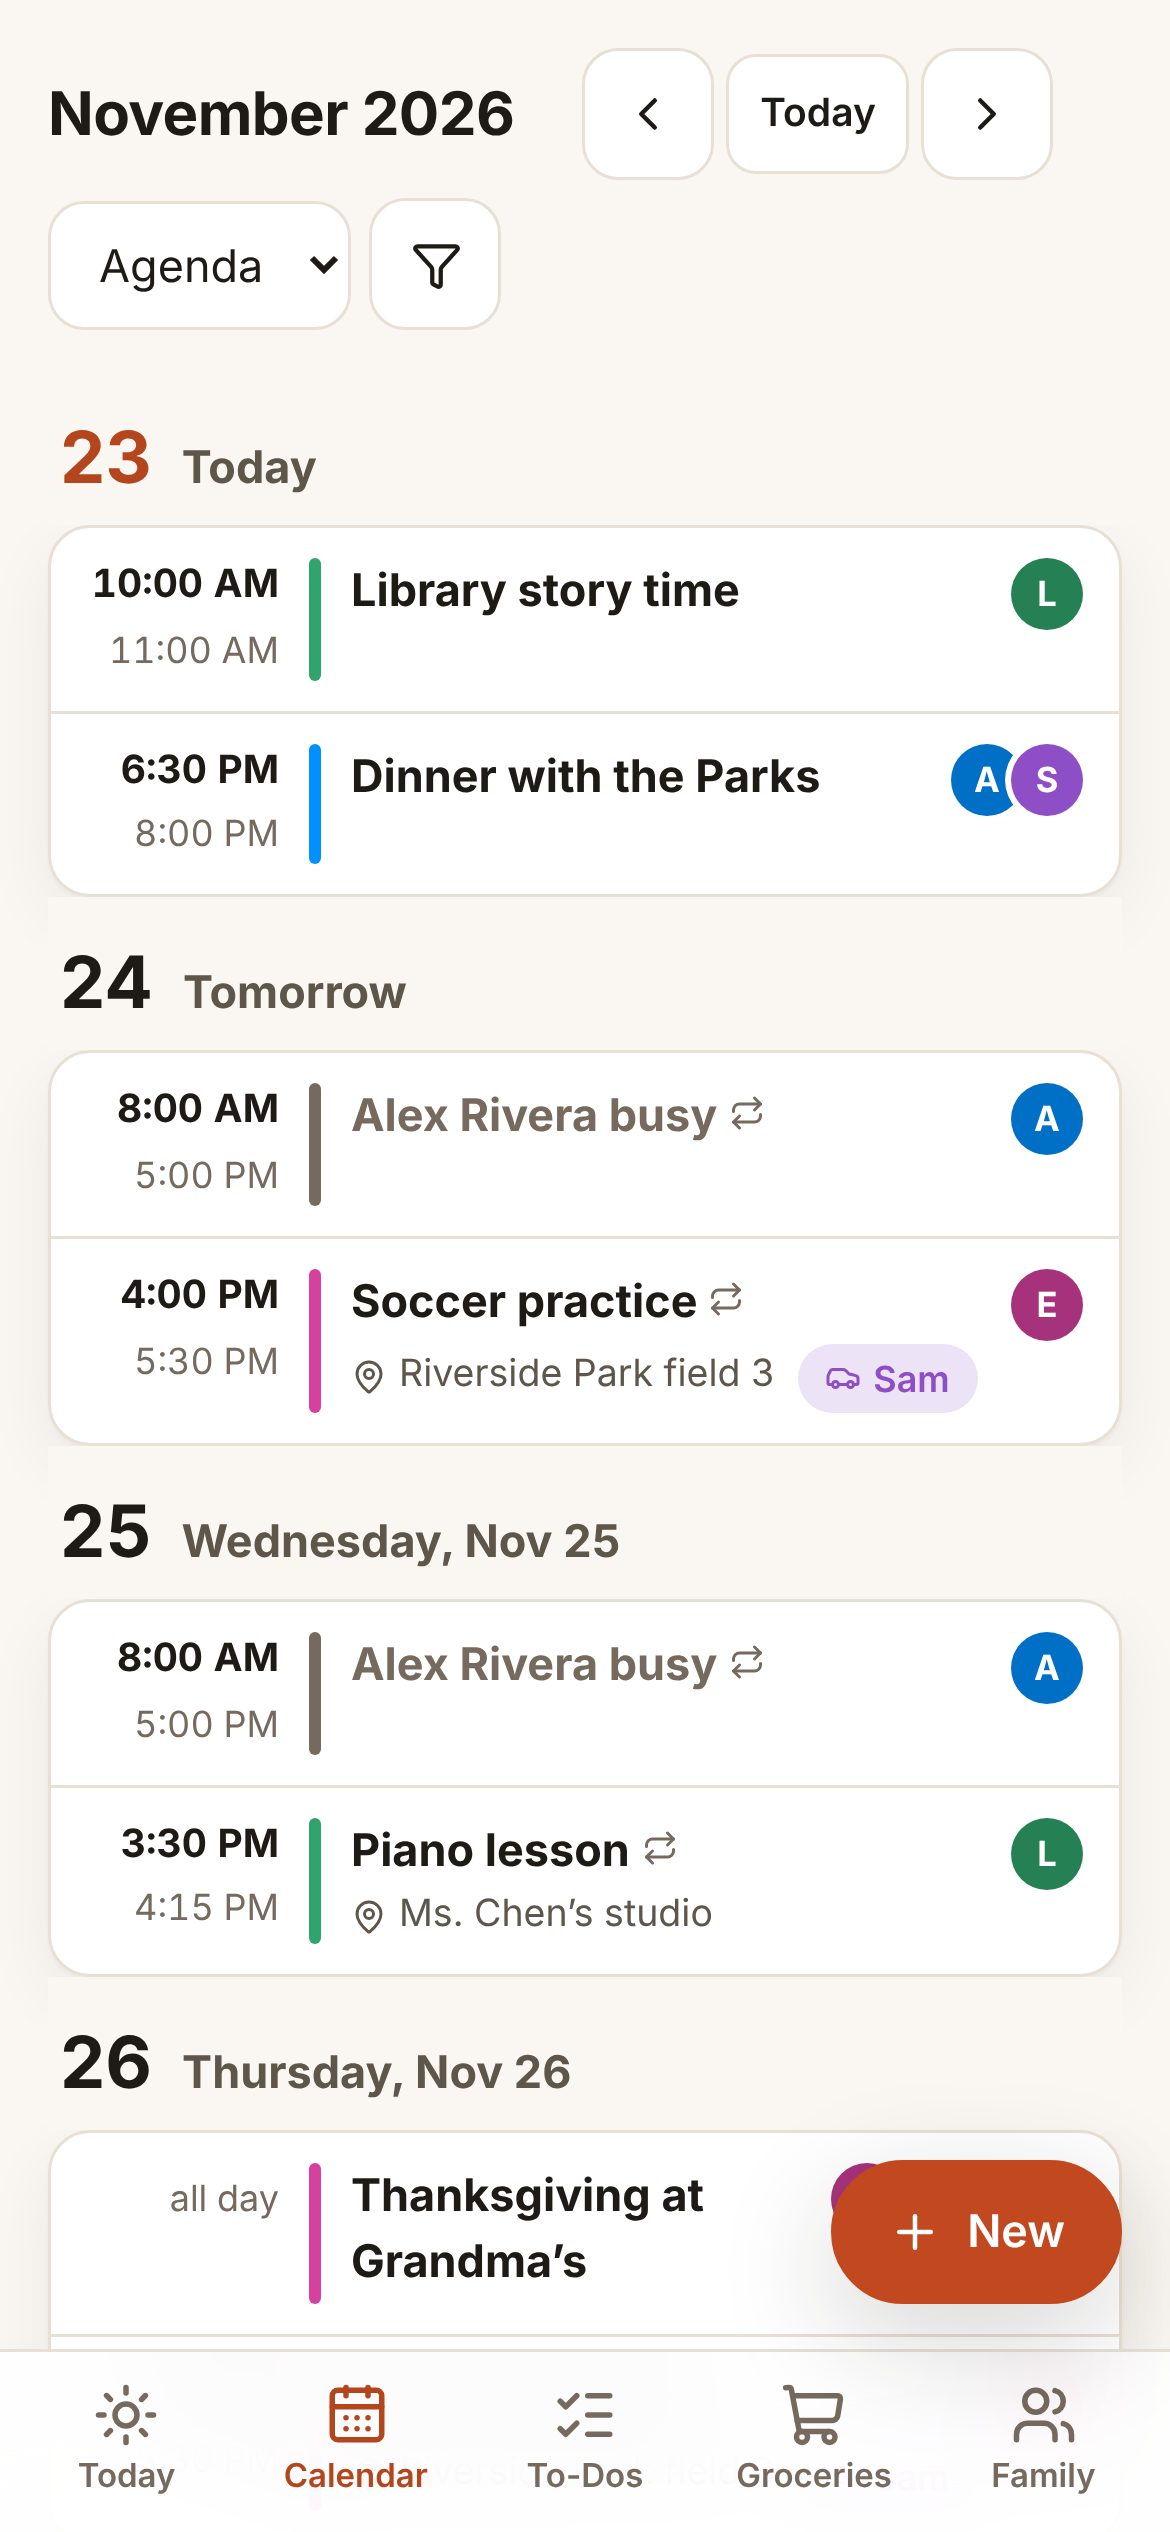 November 2026
Today
Agenda
23 Today
10:00 AM Library story time L
11:00 AM
6:30 PM Dinner with the Parks A S
8:00 PM
24 Tomorrow
8:00 AM Alex Rivera busy A
5:00 PM
4:00 PM Soccer practice E
5:30 PM Riverside Park field 3 Sam
25 Wednesday, Nov 25
8:00 AM Alex Rivera busy A
5:00 PM
3:30 PM Piano lesson L
4:15 PM Ms. Chen’s studio
26 Thursday, Nov 26
all day Thanksgiving at
Grandma’s
New
Today Calendar To-Dos Groceries Family